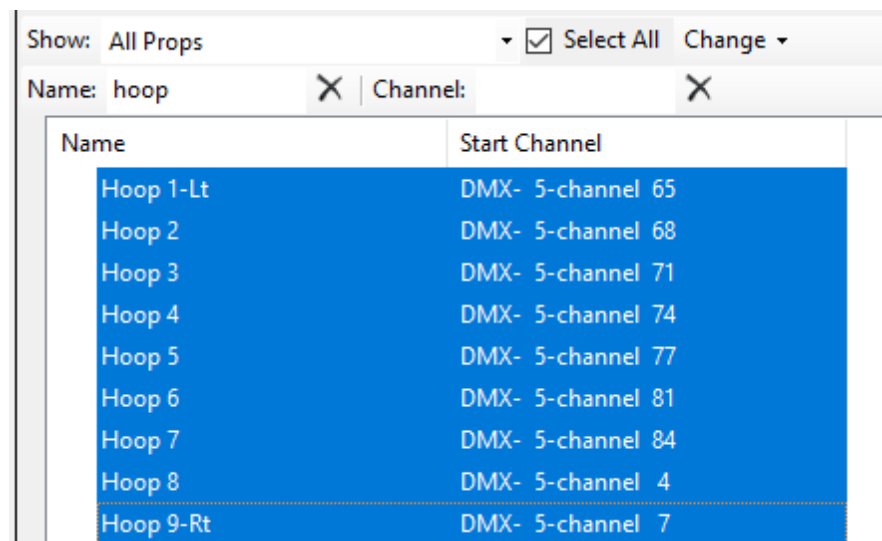 Show: All Props Select All Change
Name: hoop Channel:
Name Start Channel
Hoop 1-Lt DMX- 5-channel 65
Hoop 2 DMX- 5-channel 68
Hoop 3 DMX- 5-channel 71
Hoop 4 DMX- 5-channel 74
Hoop 5 DMX- 5-channel 77
Hoop 6 DMX- 5-channel 81
Hoop 7 DMX- 5-channel 84
Hoop 8 DMX- 5-channel 4
Hoop 9-Rt DMX- 5-channel 7